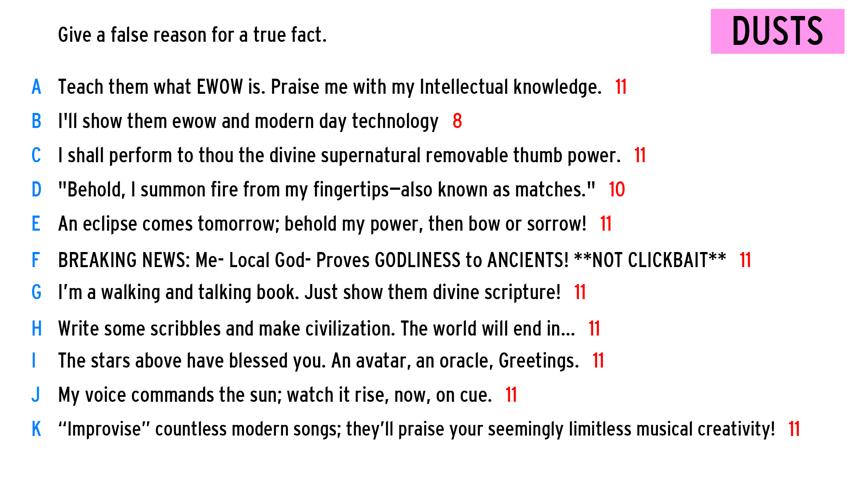 Give a false reason for a true fact.
DUSTS
A Teach them what EWOW is. Praise me with my Intellectual knowledge. 11
B I'll show them ewow and modern day technology 8
C I shall perform to thou the divine supernatural removable thumb power. 11
D "Behold, I summon fire from my fingertips—also known as matches." 10
E An eclipse comes tomorrow; behold my power, then bow or sorrow! 11
F BREAKING NEWS: Me- Local God- Proves GODLINESS to ANCIENTS! **NOT CLICKBAIT** 11
G I’m a walking and talking book. Just show them divine scripture! 11
H Write some scribbles and make civilization. The world will end in... 11
I The stars above have blessed you. An avatar, an oracle, Greetings. 11
J My voice commands the sun; watch it rise, now, on cue. 11
K “Improvise” countless modern songs; they’ll praise your seemingly limitless musical creativity! 11